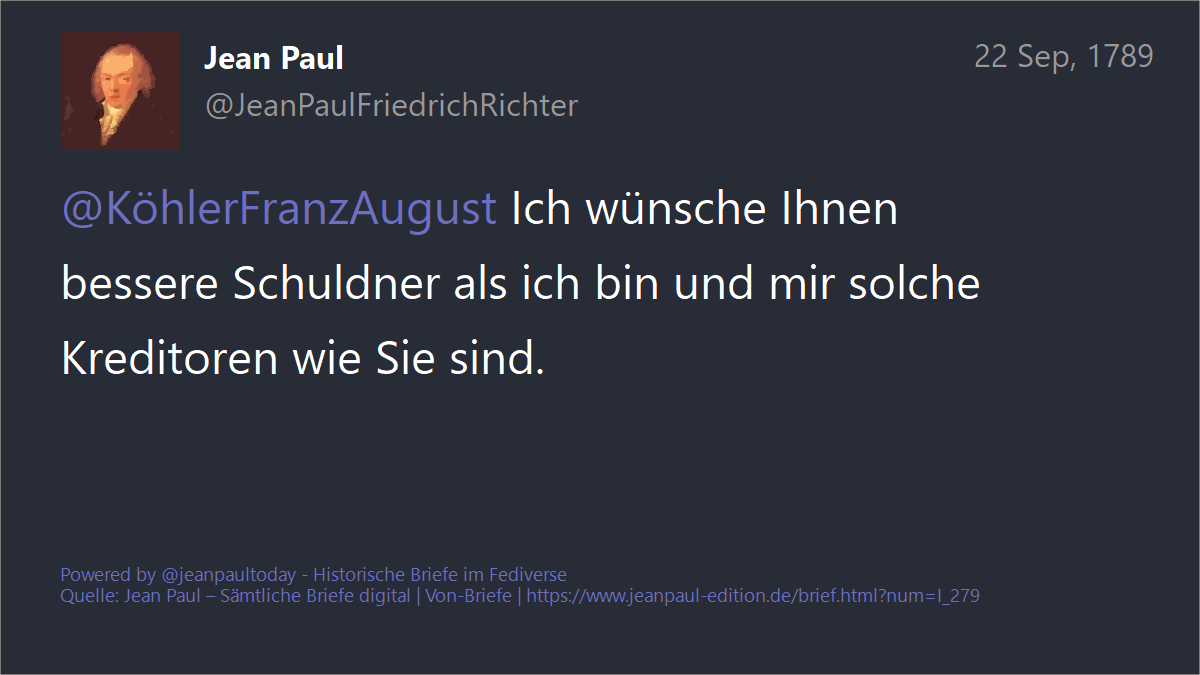 Jean Paul
22 Sep, 1789
@JeanPaulFriedrichRichter
@KöhlerFranzAugust Ich wünsche Ihnen
bessere Schuldner als ich bin und mir solche
Kreditoren wie Sie sind.
Powered by @jeanpaultoday - Historische Briefe im Fediverse
Quelle: Jean Paul – Sämtliche Briefe digital | Von-Briefe | https://www.jeanpaul-edition.de/brief.html?num=I_279